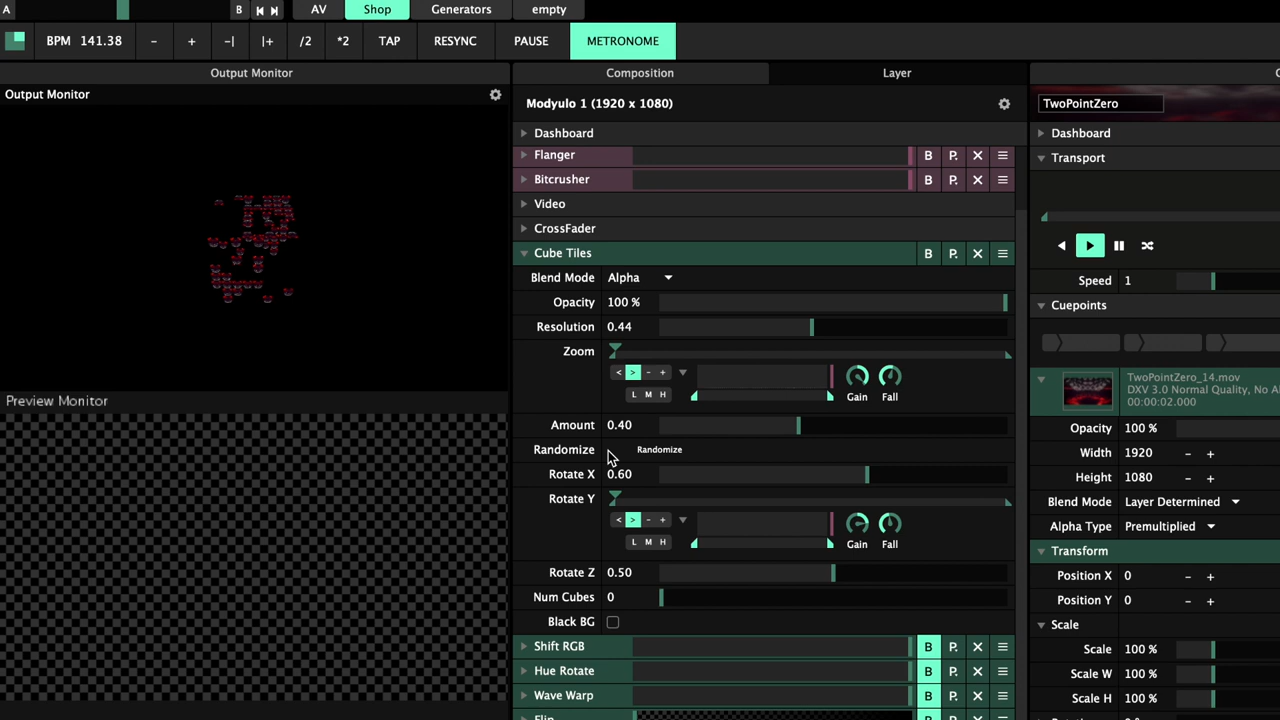 A B AV Shop Generators empty
BPM 141.38 - + -| |+ /2 *2 TAP RESYNC PAUSE METRONOME
Output Monitor Composition Layer
Output Monitor Modyulo 1 (1920 x 1080) TwoPointZero
Dashboard Dashboard
Flanger B P. X Transport
Bitcrusher B P. X
Video
CrossFader
Cube Tiles B P. X
Blend Mode Alpha Speed 1
Opacity 100 % Cuepoints
Resolution 0.44
Zoom
< > - + TwoPointZero_14.mov
DXV 3.0 Normal Quality, No Al
L M H Gain Fall 00:00:02.000
Preview Monitor
Amount 0.40 Opacity 100 %
Randomize Randomize Width 1920 - +
Rotate X 0.60 Height 1080 - +
Rotate Y Blend Mode Layer Determined
< > - + Alpha Type Premultiplied
L M H Gain Fall Transform
Rotate Z 0.50 Position X 0 - +
Num Cubes 0 Position Y 0 - +
Black BG Scale
Shift RGB B P. X Scale 100 %
Hue Rotate B P. X Scale W 100 %
Wave Warp B P. X Scale H 100 %